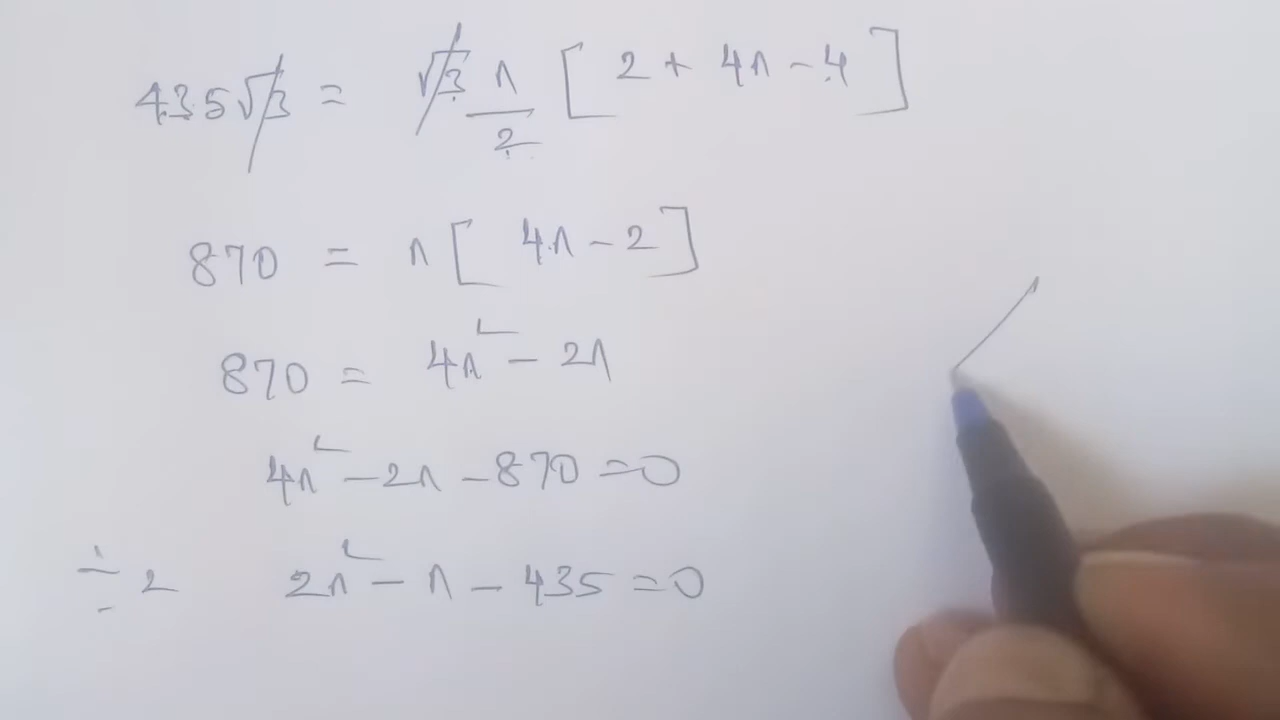 435√3 = √3 n/2 [2 + 4n - 4]
870 = n[4n - 2]
870 = 4n² - 2n
4n² - 2n - 870 = 0
÷ 2 2n² - n - 435 = 0